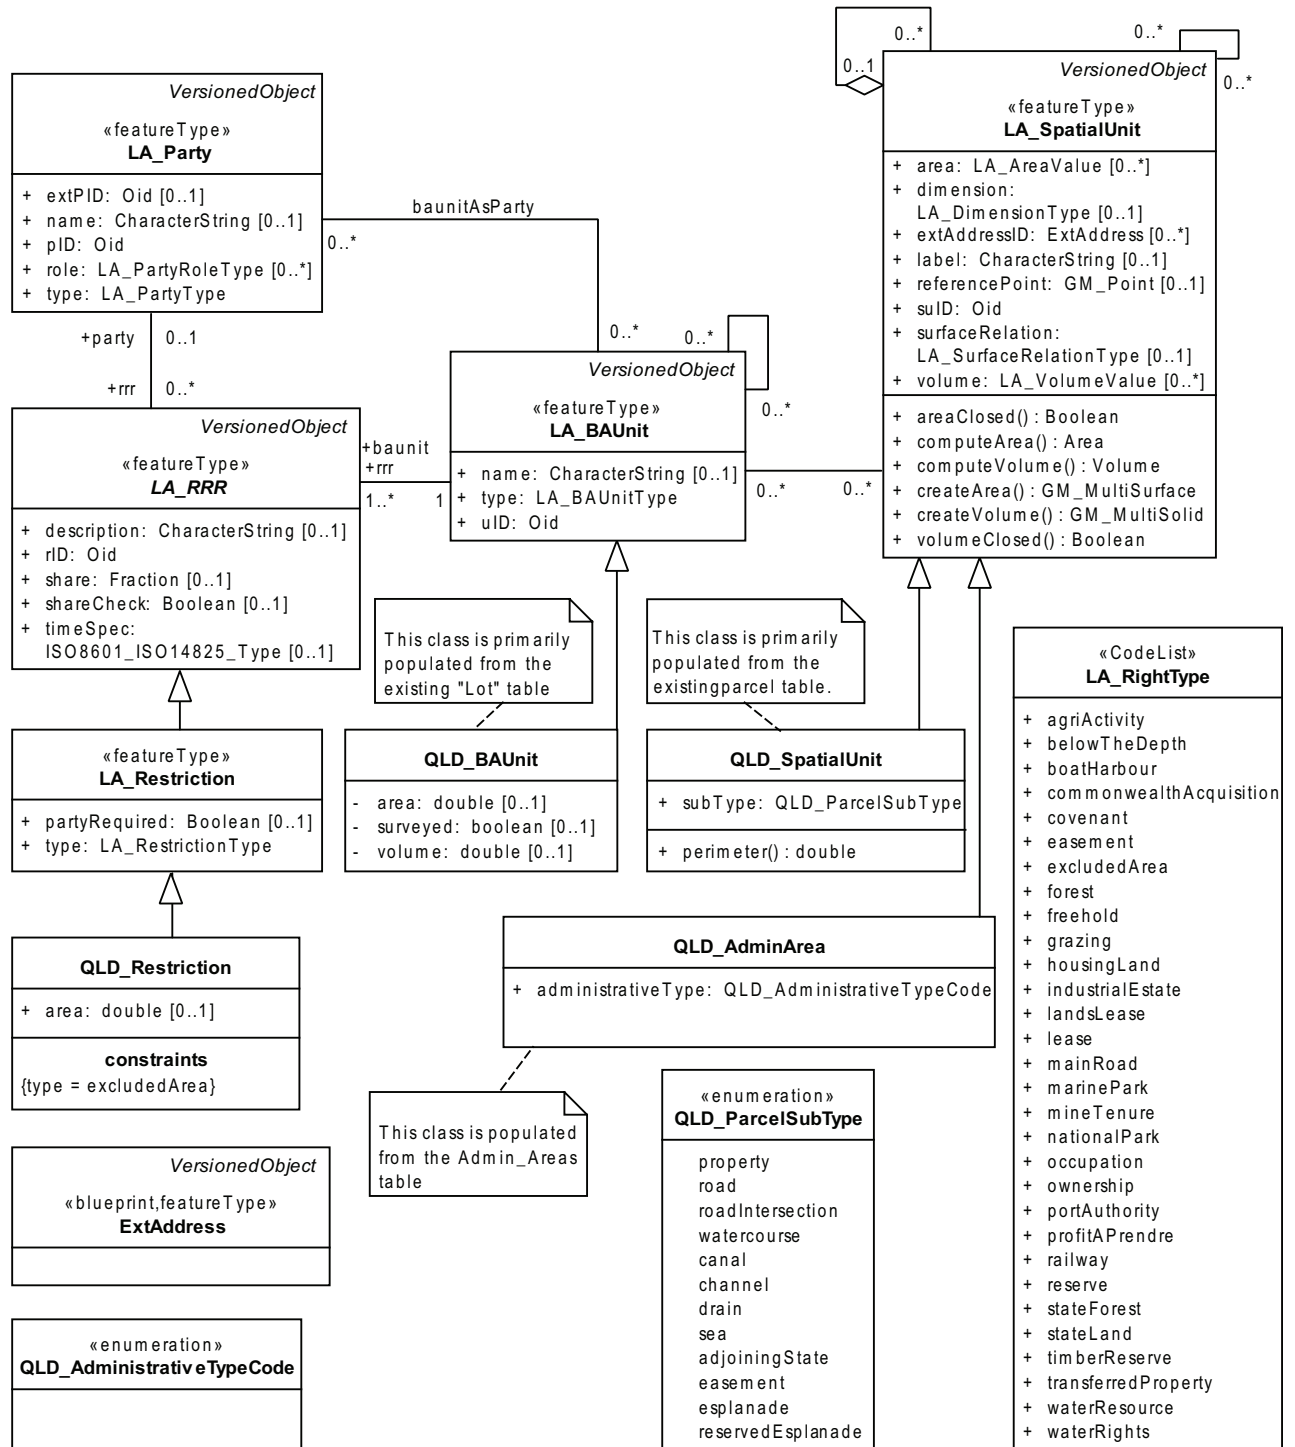 VersionedObject
«featureType»
LA_Party
+ extPID: Oid [0..1]
+ name: CharacterString [0..1]
+ pID: Oid
+ role: LA_PartyRoleType [0..*]
+ type: LA_PartyType
baunitAsParty
0..*
0..*
+party 0..1
+rrr 0..*
0..*
0..1
0..*
0..*
VersionedObject
«featureType»
LA_SpatialUnit
+ area: LA_AreaValue [0..*]
+ dimension:
LA_DimensionType [0..1]
+ extAddressID: ExtAddress [0..*]
+ label: CharacterString [0..1]
+ referencePoint: GM_Point [0..1]
+ suID: Oid
+ surfaceRelation:
LA_SurfaceRelationType [0..1]
+ volume: LA_VolumeValue [0..*]
+ areaClosed() : Boolean
+ computeArea() : Area
+ computeVolume() : Volume
+ createArea() : GM_MultiSurface
+ createVolume() : GM_MultiSolid
+ volumeClosed() : Boolean
VersionedObject
«featureType»
LA_RRR
+ description: CharacterString [0..1]
+ rID: Oid
+ share: Fraction [0..1]
+ shareCheck: Boolean [0..1]
+ timeSpec:
ISO8601_ISO14825_Type [0..1]
+baunit
+rrr
1..* 1
0..*
0..*
VersionedObject
«featureType»
LA_BAUnit
+ name: CharacterString [0..1]
+ type: LA_BAUnitType
+ uID: Oid
0..* 0..*
This class is primarily
populated from the
existing "Lot" table
This class is primarily
populated from the
existingparcel table.
«featureType»
LA_Restriction
+ partyRequired: Boolean [0..1]
+ type: LA_RestrictionType
QLD_BAUnit
- area: double [0..1]
- surveyed: boolean [0..1]
- volume: double [0..1]
QLD_SpatialUnit
+ subType: QLD_ParcelSubType
+ perimeter() : double
QLD_Restriction
+ area: double [0..1]
constraints
{type = excludedArea}
QLD_AdminArea
+ administrativeType: QLD_AdministrativeTypeCode
This class is populated
from the Admin_Areas
table
VersionedObject
«blueprint,featureType»
ExtAddress
«enumeration»
QLD_AdministrativeTypeCode
«enumeration»
QLD_ParcelSubType
property
road
roadIntersection
watercourse
canal
channel
drain
sea
adjoiningState
easement
esplanade
reservedEsplanade
«CodeList»
LA_RightType
+ agriActivity
+ belowTheDepth
+ boatHarbour
+ commonwealthAcquisition
+ covenant
+ easement
+ excludedArea
+ forest
+ freehold
+ grazing
+ housingLand
+ industrialEstate
+ landsLease
+ lease
+ mainRoad
+ marinePark
+ mineTenure
+ nationalPark
+ occupation
+ ownership
+ portAuthority
+ profitAPrendre
+ railway
+ reserve
+ stateForest
+ stateLand
+ timberReserve
+ transferredProperty
+ waterResource
+ waterRights